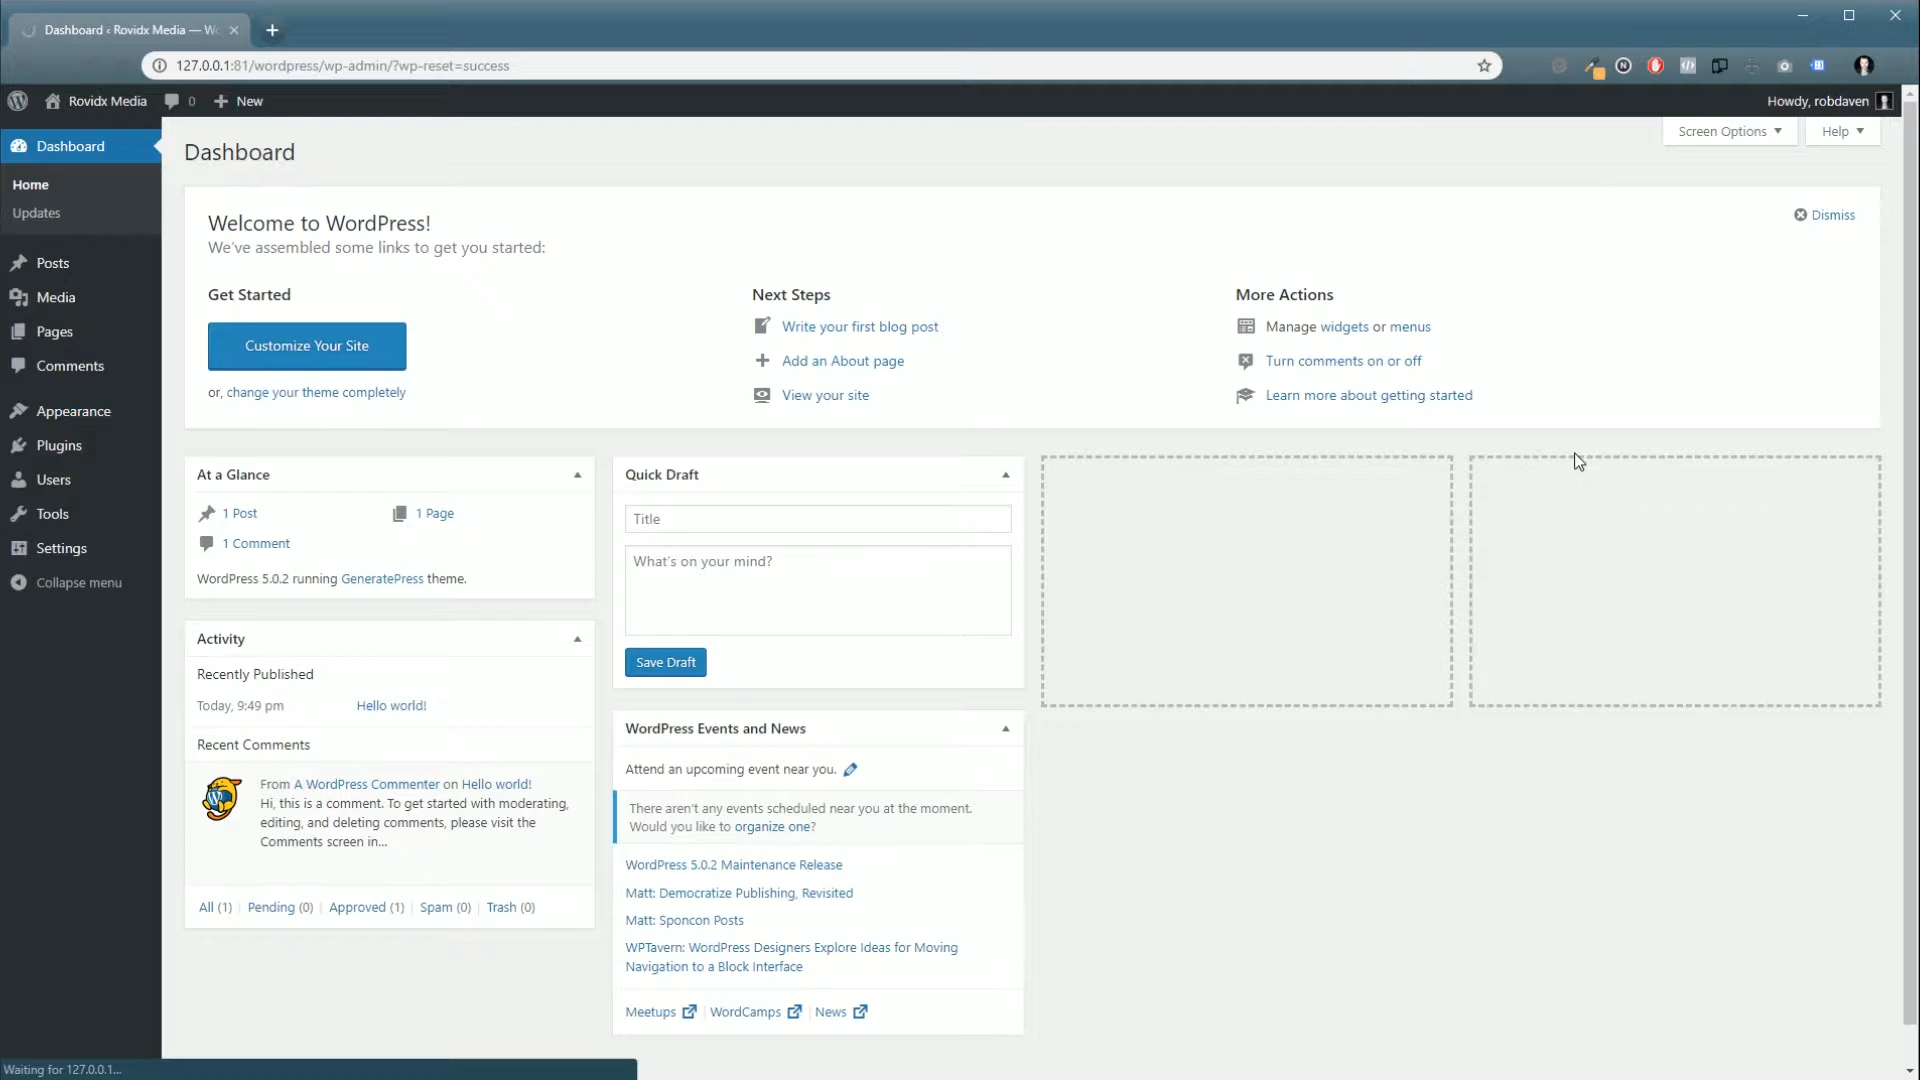 Dashboard ‹ Rovidx Media — Wo
127.0.0.1:81/wordpress/wp-admin/?wp-reset=success
Rovidx Media 0 New
Howdy, robdaven
Dashboard
Home
Updates
Posts
Media
Pages
Comments
Appearance
Plugins
Users
Tools
Settings
Collapse menu
Dashboard
Screen Options
Help
Welcome to WordPress!
We've assembled some links to get you started:
Dismiss
Get Started
Customize Your Site
or, change your theme completely
Next Steps
Write your first blog post
Add an About page
View your site
More Actions
Manage widgets or menus
Turn comments on or off
Learn more about getting started
At a Glance
1 Post
1 Page
1 Comment
WordPress 5.0.2 running GeneratePress theme.
Activity
Recently Published
Today, 9:49 pm Hello world!
Recent Comments
From A WordPress Commenter on Hello world!
Hi, this is a comment. To get started with moderating,
editing, and deleting comments, please visit the
Comments screen in...
All (1) | Pending (0) | Approved (1) | Spam (0) | Trash (0)
Quick Draft
Title
What's on your mind?
Save Draft
WordPress Events and News
Attend an upcoming event near you.
There aren't any events scheduled near you at the moment.
Would you like to organize one?
WordPress 5.0.2 Maintenance Release
Matt: Democratize Publishing, Revisited
Matt: Sponcon Posts
WPTavern: WordPress Designers Explore Ideas for Moving
Navigation to a Block Interface
Meetups | WordCamps | News
Waiting for 127.0.0.1...